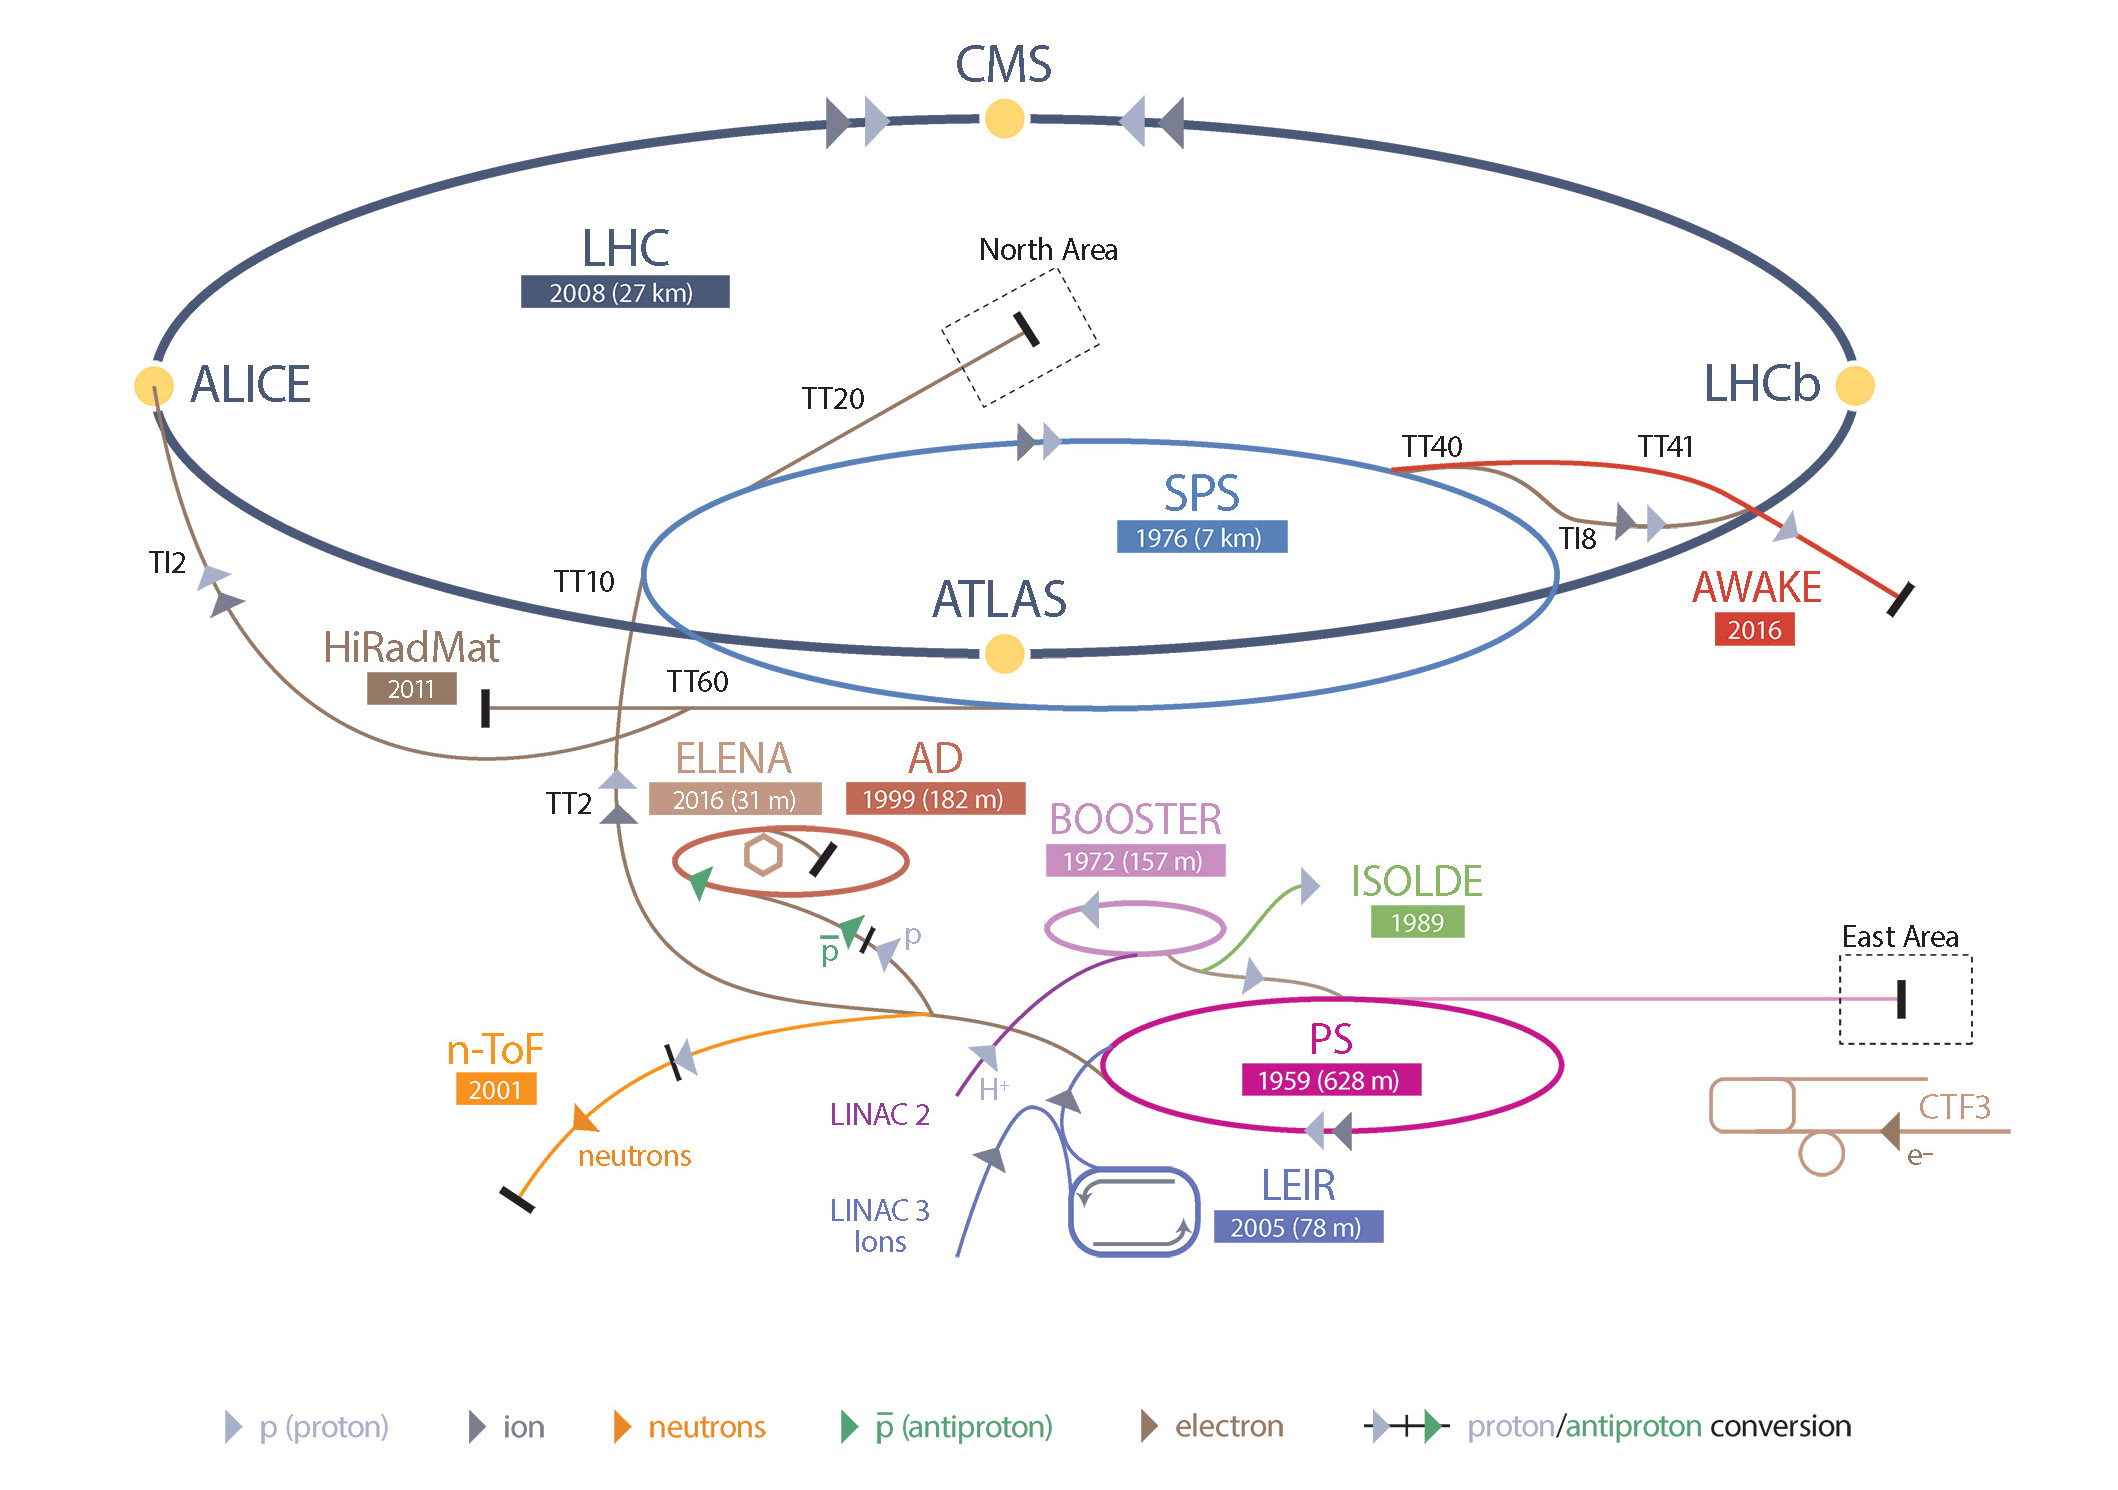 CMS
LHC
2008 (27 km)
North Area
ALICE
TT20
LHCb
TT40
TT41
SPS
1976 (7 km)
TI8
TI2
TT10
ATLAS
AWAKE
2016
HiRadMat
2011
TT60
ELENA
2016 (31 m)
AD
1999 (182 m)
TT2
BOOSTER
1972 (157 m)
ISOLDE
1989
p̅
p
East Area
n-ToF
2001
PS
1959 (628 m)
H⁺
LINAC 2
CTF3
e⁻
neutrons
LEIR
2005 (78 m)
LINAC 3
Ions
p (proton)
ion
neutrons
p̅ (antiproton)
electron
proton/antiproton conversion